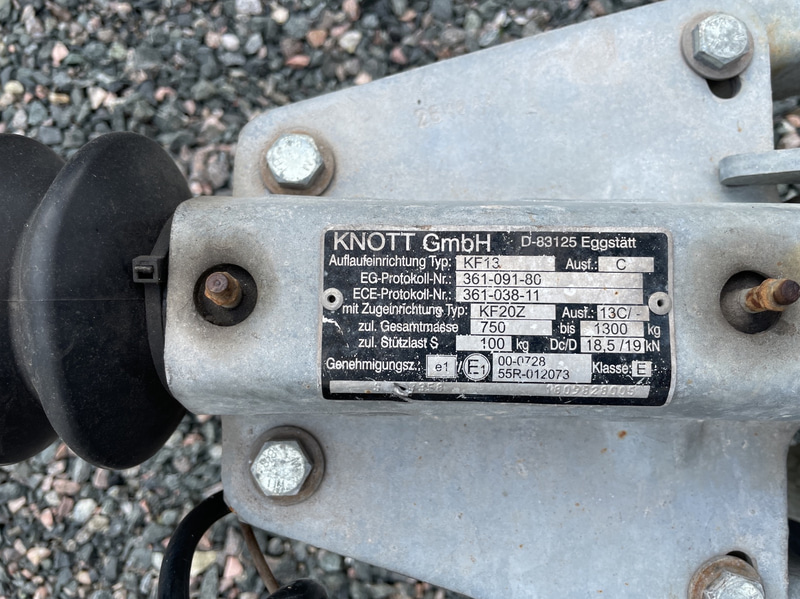 KNOTT GmbH D-83125 Eggstätt
Auflaufeinrichtung Typ: KF13 Ausf.: C
EG-Protokoll-Nr.: 361-091-80
ECE-Protokoll-Nr.: 361-038-11
mit Zugeinrichtung Typ: KF20Z Ausf.: 13C/-
zul. Gesamtmasse 750 bis 1300 kg
zul. Stützlast S 100 kg Dc/D 18,5/19 kN
Genehmigungsz.: e1 / E1 00-0728 Klasse: E
55R-012073
1809828005